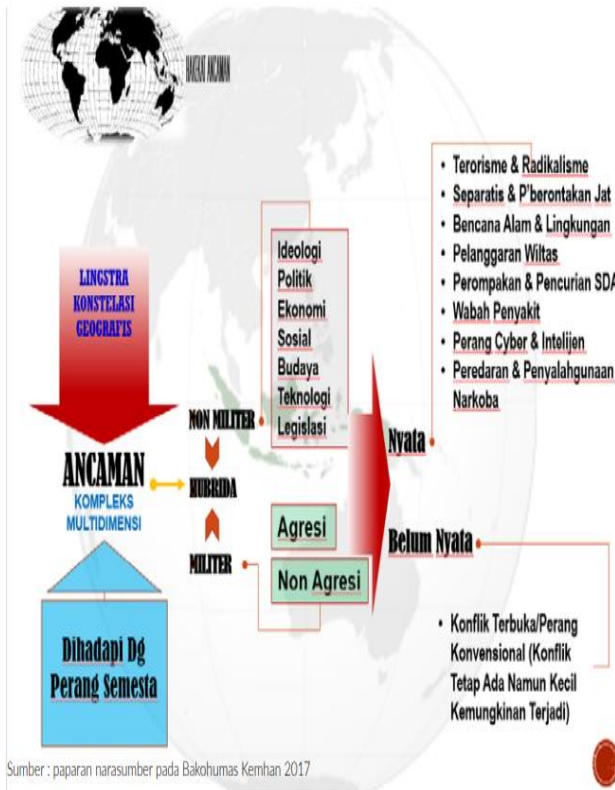 HAKEKAT ANCAMAN
LINGSTRA
KONSTELASI
GEOGRAFIS
ANCAMAN
KOMPLEKS
MULTIDIMENSI
Dihadapi Dg
Perang Semesta
NON MILITER
HIBRIDA
MILITER
Ideologi
Politik
Ekonomi
Sosial
Budaya
Teknologi
Legislasi
Agresi
Non Agresi
Nyata
Belum Nyata
• Terorisme & Radikalisme
• Separatis & P'berontakan Jat
• Bencana Alam & Lingkungan
• Pelanggaran Wiltas
• Perompakan & Pencurian SDA
• Wabah Penyakit
• Perang Cyber & Intelijen
• Peredaran & Penyalahgunaan
Narkoba
• Konflik Terbuka/Perang
Konvensional (Konflik
Tetap Ada Namun Kecil
Kemungkinan Terjadi)
Sumber : paparan narasumber pada Bakohumas Kemhan 2017